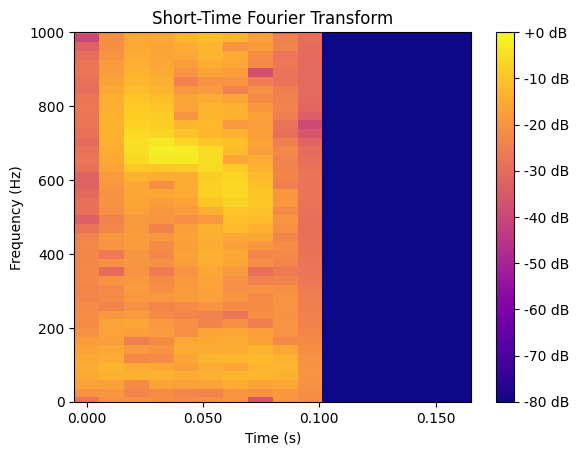 Short-Time Fourier Transform
1000
800
600
400
200
0
Frequency (Hz)
0.000
0.050
0.100
0.150
Time (s)
+0 dB
-10 dB
-20 dB
-30 dB
-40 dB
-50 dB
-60 dB
-70 dB
-80 dB